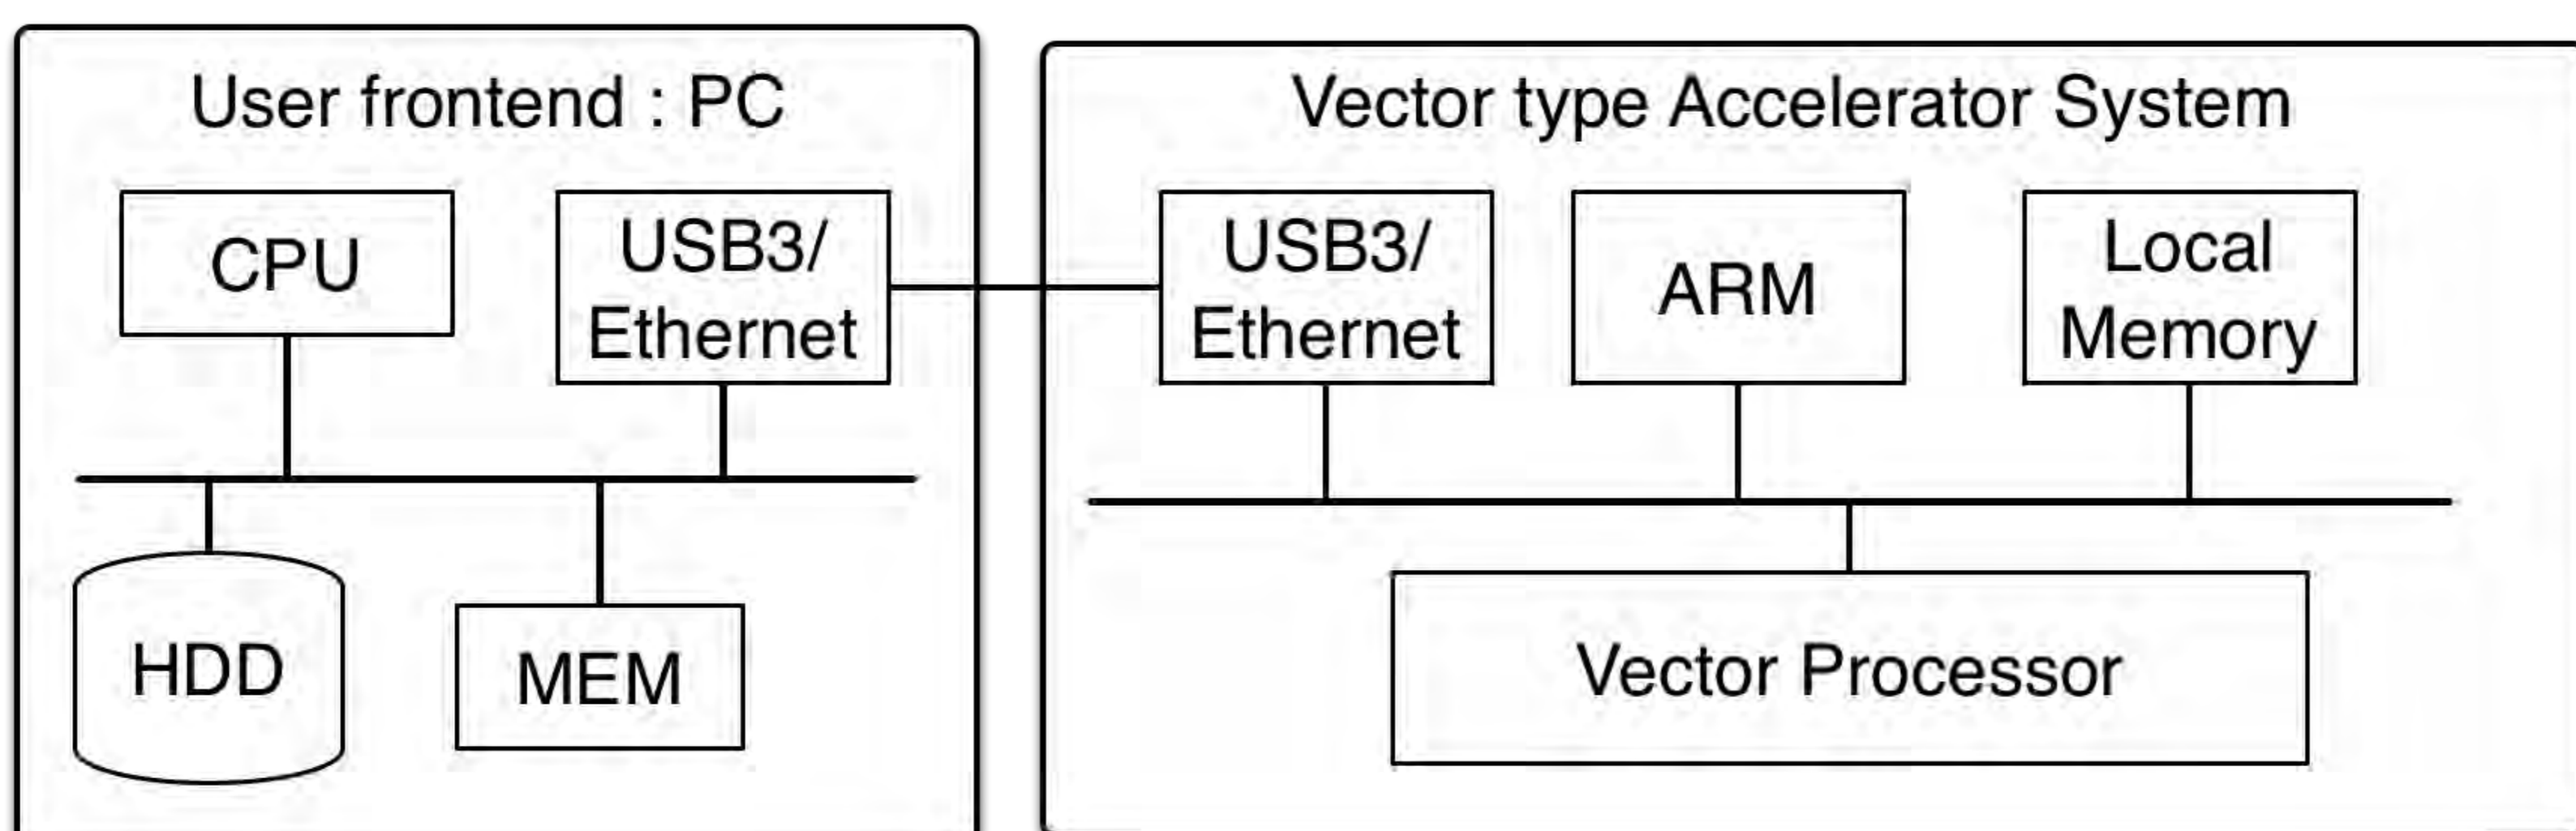 User frontend : PC
CPU
USB3/
Ethernet
HDD
MEM
Vector type Accelerator System
USB3/
Ethernet
ARM
Local
Memory
Vector Processor